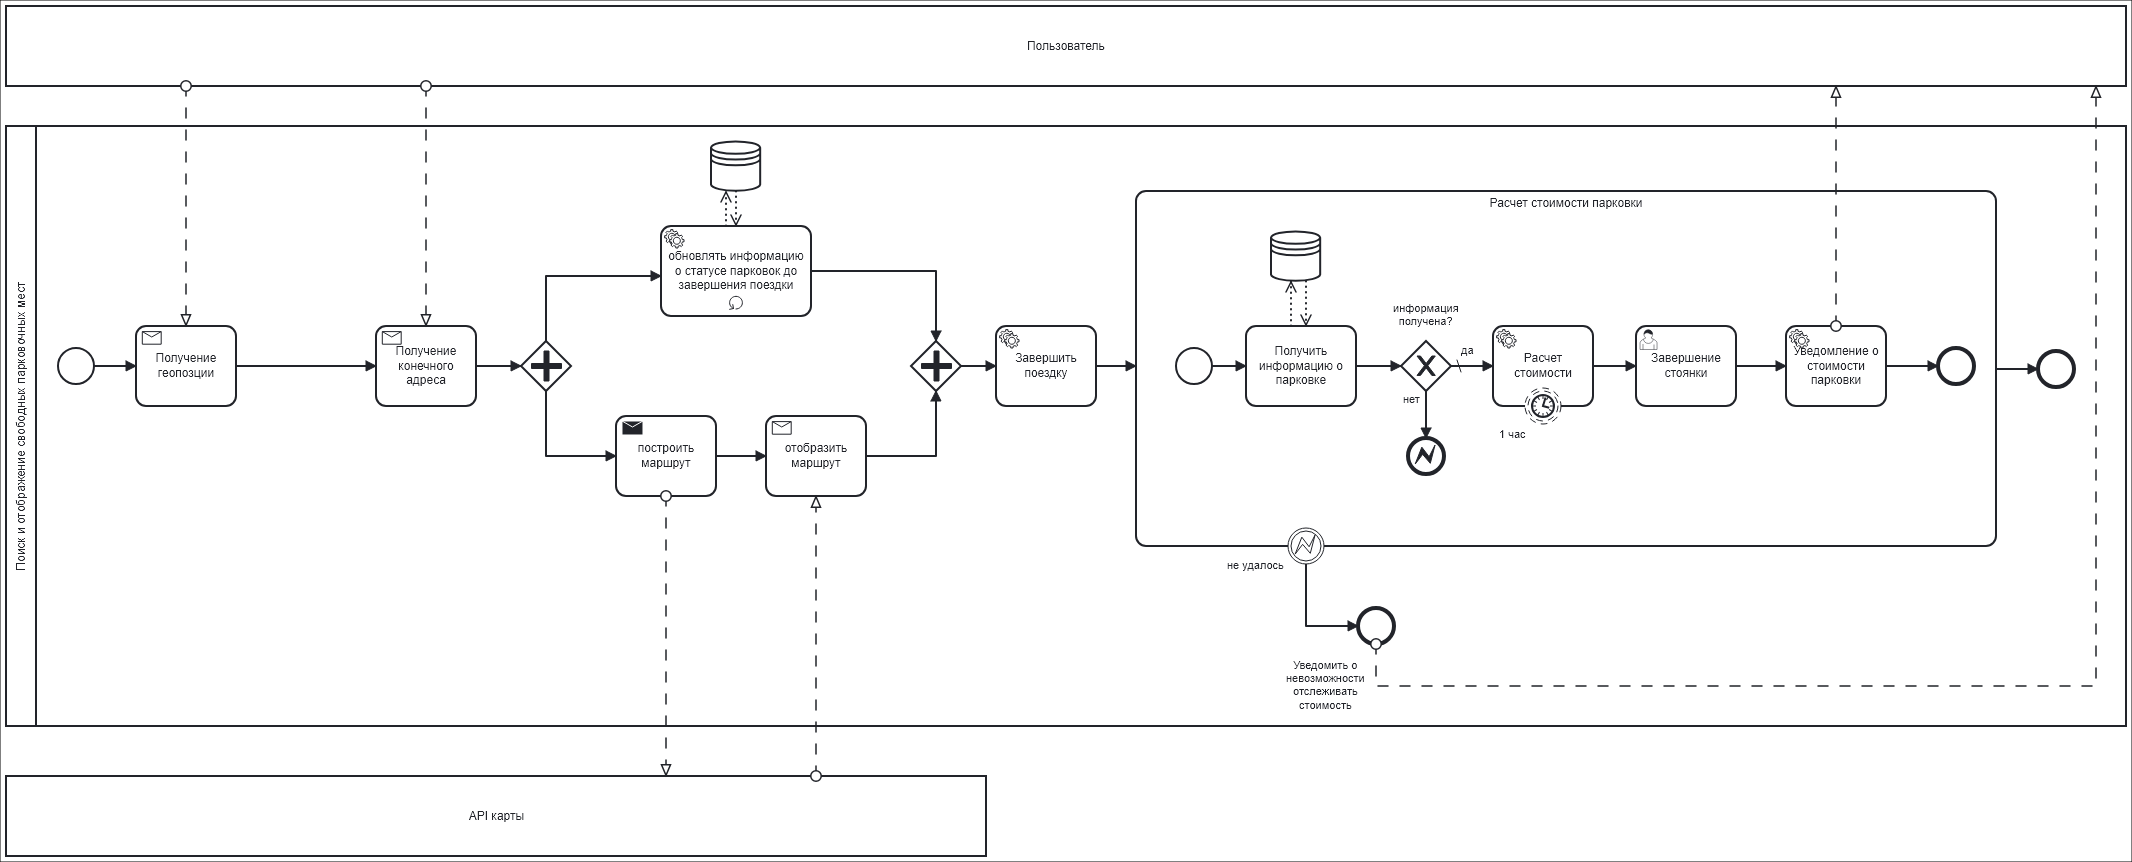 Пользователь
Поиск и отображение свободных парковочных мест
Получение
геопозции
Получение
конечного
адреса
обновлять информацию
о статусе парковок до
завершения поездки
построить
маршрут
отобразить
маршрут
Завершить
поездку
Расчет стоимости парковки
Получить
информацию о
парковке
информация
получена?
да
нет
Расчет
стоимости
1 час
Завершение
стоянки
Уведомление о
стоимости
парковки
не удалось
Уведомить о
невозможности
отслеживать
стоимость
API карты